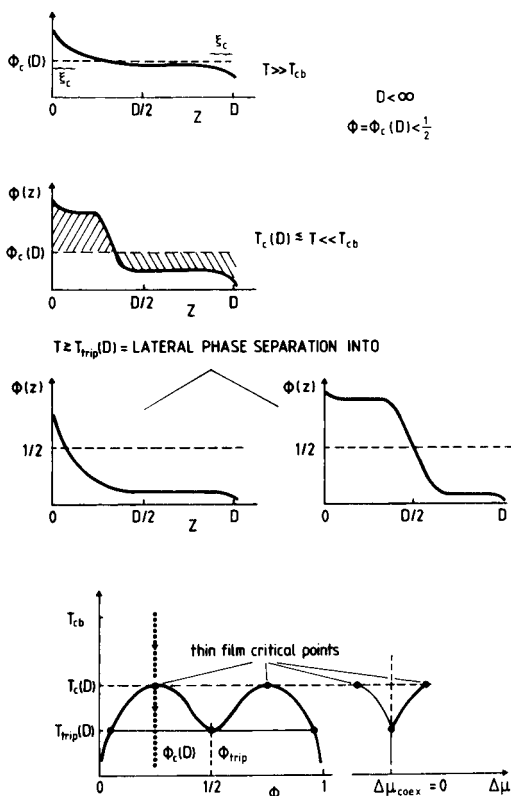 ξc
Φc(D)
ξc
T≫Tcb
0
D/2
Z
D
D<∞
Φ=Φc(D)<1/2
Φ(z)
Φc(D)
Tc(D) ≲ T<<Tcb
0
D/2
Z
D
T≳Ttrip(D) = LATERAL PHASE SEPARATION INTO
Φ(z)
1/2
0
D/2
Z
D
Φ(z)
1/2
0
D/2
D
Tcb
thin film critical points
Tc(D)
Ttrip(D)
Φc(D)
Φtrip
0
1/2
Φ
1
Δμcoex = 0
Δμ